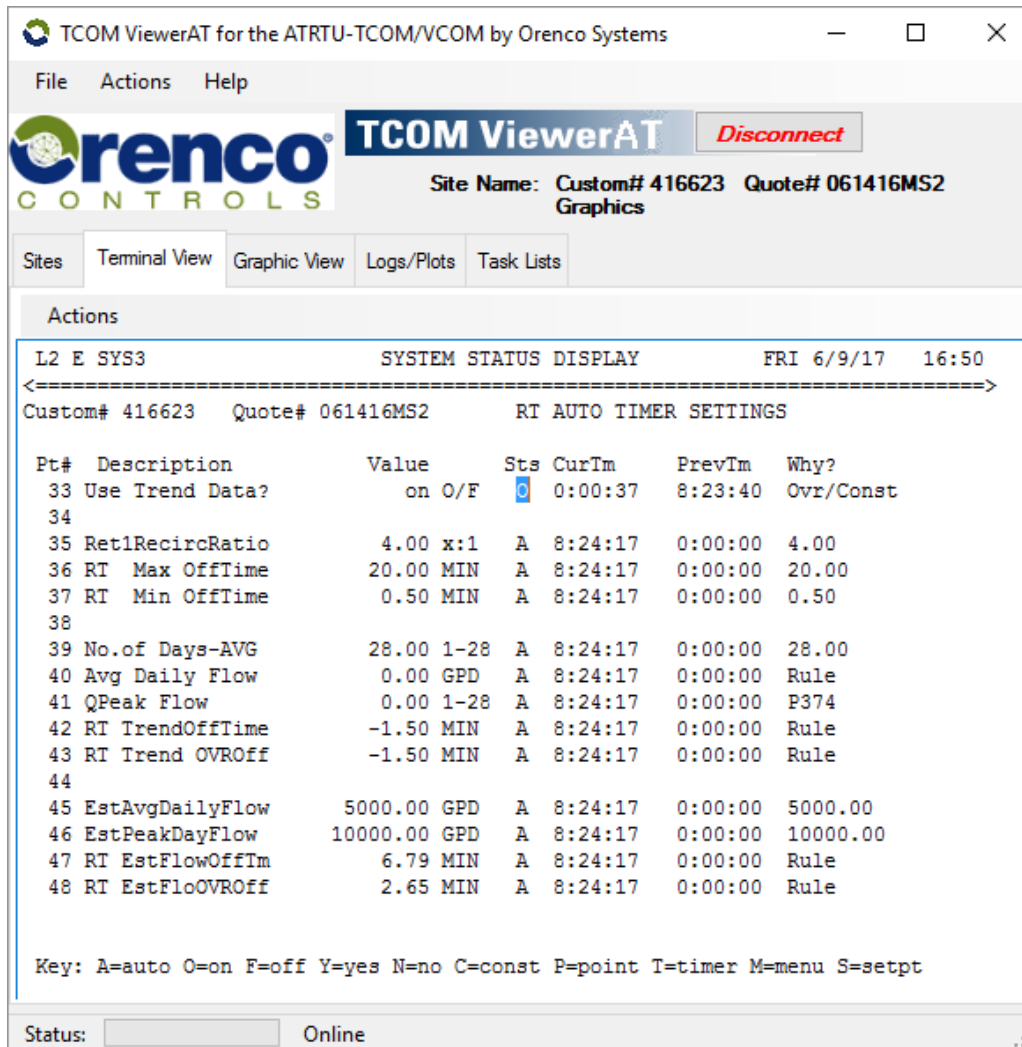 TCOM ViewerAT for the ATRTU-TCOM/VCOM by Orenco Systems
File Actions Help
Orenco®
CONTROLS
TCOM ViewerAT
Disconnect
Site Name: Custom# 416623 Quote# 061416MS2
Graphics
Sites Terminal View Graphic View Logs/Plots Task Lists
Actions
L2 E SYS3 SYSTEM STATUS DISPLAY FRI 6/9/17 16:50
<============================================================================>
Custom# 416623 Quote# 061416MS2 RT AUTO TIMER SETTINGS
Pt# Description Value Sts CurTm PrevTm Why?
33 Use Trend Data? on O/F O 0:00:37 8:23:40 Ovr/Const
34
35 Ret1RecircRatio 4.00 x:1 A 8:24:17 0:00:00 4.00
36 RT Max OffTime 20.00 MIN A 8:24:17 0:00:00 20.00
37 RT Min OffTime 0.50 MIN A 8:24:17 0:00:00 0.50
38
39 No.of Days-AVG 28.00 1-28 A 8:24:17 0:00:00 28.00
40 Avg Daily Flow 0.00 GPD A 8:24:17 0:00:00 Rule
41 QPeak Flow 0.00 1-28 A 8:24:17 0:00:00 P374
42 RT TrendOffTime -1.50 MIN A 8:24:17 0:00:00 Rule
43 RT Trend OVROff -1.50 MIN A 8:24:17 0:00:00 Rule
44
45 EstAvgDailyFlow 5000.00 GPD A 8:24:17 0:00:00 5000.00
46 EstPeakDayFlow 10000.00 GPD A 8:24:17 0:00:00 10000.00
47 RT EstFlowOffTm 6.79 MIN A 8:24:17 0:00:00 Rule
48 RT EstFloOVROff 2.65 MIN A 8:24:17 0:00:00 Rule
Key: A=auto O=on F=off Y=yes N=no C=const P=point T=timer M=menu S=setpt
Status: Online